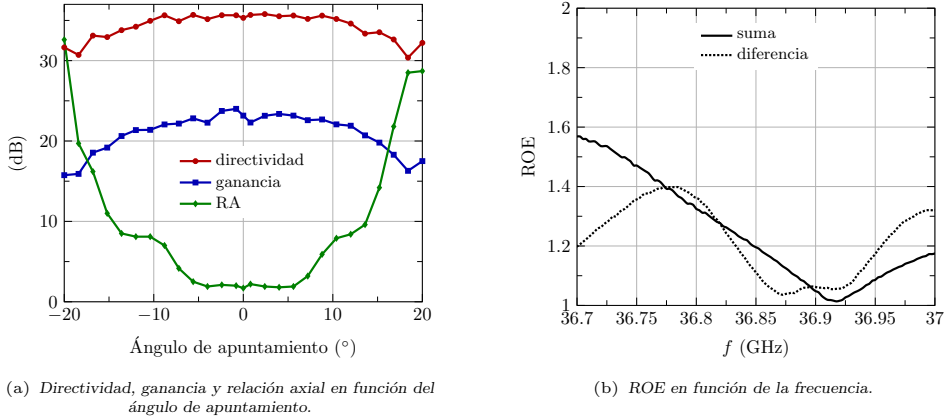 30
20
10
0
(dB)
−20
−10
0
10
20
Ángulo de apuntamiento (°)
directividad
ganancia
RA
(a) Directividad, ganancia y relación axial en función del
ángulo de apuntamiento.
2
1.8
1.6
1.4
1.2
1
ROE
36.7
36.75
36.8
36.85
36.9
36.95
37
f (GHz)
suma
diferencia
(b) ROE en función de la frecuencia.